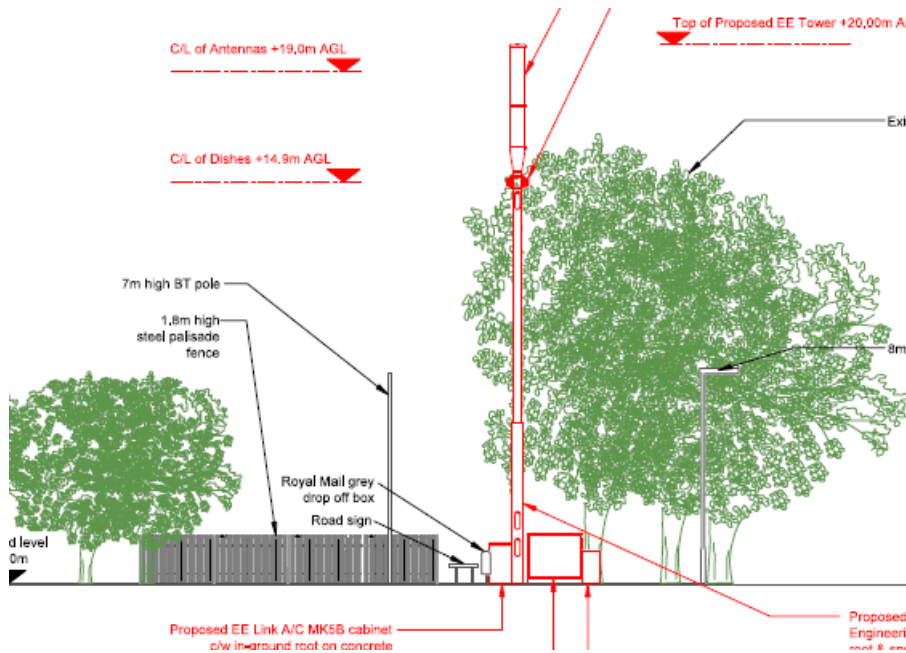 C/L of Antennas +19.0m AGL
Top of Proposed EE Tower +20.00m A
Exi
C/L of Dishes +14.9m AGL
7m high BT pole
1.8m high
steel palisade
fence
8m
Royal Mail grey
drop off box
Road sign
d level
0m
Proposed EE Link A/C MK5B cabinet
c/w in-ground root on concrete
Proposed
Engineeri
root &